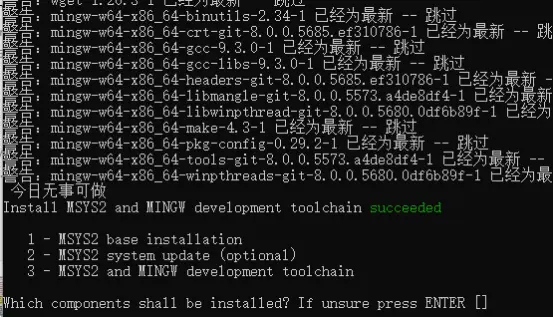 警告：wget-1.20.3-1 已经为最新 -- 跳过
警告：mingw-w64-x86_64-binutils-2.34-1 已经为最新 -- 跳过
警告：mingw-w64-x86_64-crt-git-8.0.0.5685.ef310786-1 已经为最新 -- 跳
警告：mingw-w64-x86_64-gcc-9.3.0-1 已经为最新 -- 跳过
警告：mingw-w64-x86_64-gcc-libs-9.3.0-1 已经为最新 -- 跳过
警告：mingw-w64-x86_64-headers-git-8.0.0.5685.ef310786-1 已经为最
警告：mingw-w64-x86_64-libmangle-git-8.0.0.5573.a4de8df4-1 已经
警告：mingw-w64-x86_64-libwinpthread-git-8.0.0.5680.0df6b89f-1 已
警告：mingw-w64-x86_64-make-4.3-1 已经为最新 -- 跳过
警告：mingw-w64-x86_64-pkg-config-0.29.2-1 已经为最新 -- 跳过
警告：mingw-w64-x86_64-tools-git-8.0.0.5573.a4de8df4-1 已经为最新 --
警告：mingw-w64-x86_64-winpthreads-git-8.0.0.5680.0df6b89f-1 已经为最
今日无事可做
Install MSYS2 and MINGW development toolchain succeeded
1 - MSYS2 base installation
2 - MSYS2 system update (optional)
3 - MSYS2 and MINGW development toolchain
Which components shall be installed? If unsure press ENTER []